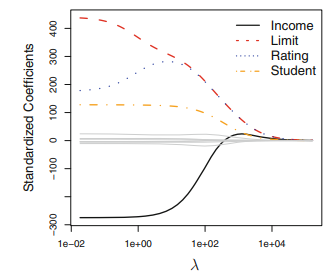 Standardized Coefficients
400
300
200
100
0
−100
−300
Income
Limit
Rating
Student
1e−02 1e+00 1e+02 1e+04
λ